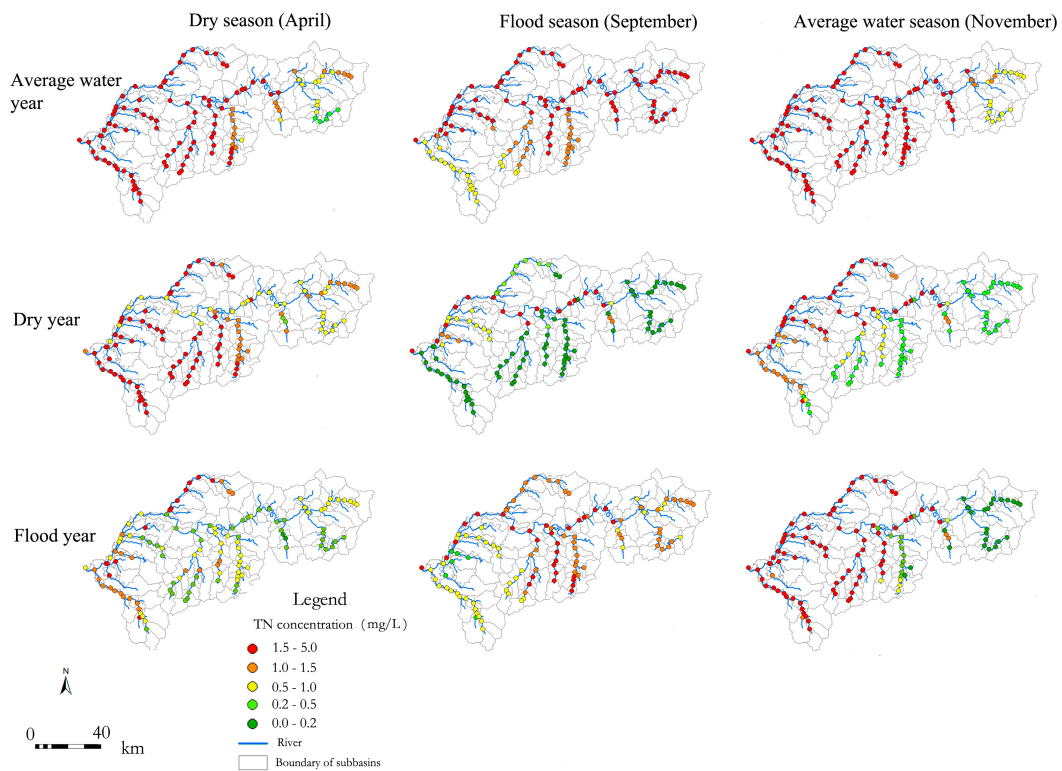 Dry season (April)
Flood season (September)
Average water season (November)
Average water
year
Dry year
Flood year
Legend
TN concentration (mg/L)
1.5 - 5.0
1.0 - 1.5
0.5 - 1.0
0.2 - 0.5
0.0 - 0.2
River
Boundary of subbasins
N
0 40
km